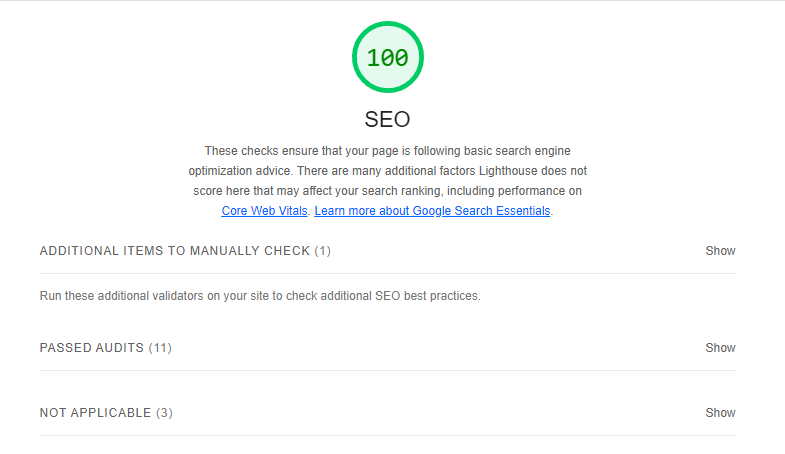 100
SEO
These checks ensure that your page is following basic search engine
optimization advice. There are many additional factors Lighthouse does not
score here that may affect your search ranking, including performance on
Core Web Vitals. Learn more about Google Search Essentials.
ADDITIONAL ITEMS TO MANUALLY CHECK (1) Show
Run these additional validators on your site to check additional SEO best practices.
PASSED AUDITS (11) Show
NOT APPLICABLE (3) Show